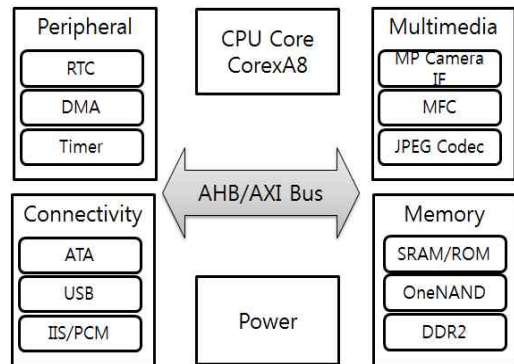 Peripheral
RTC
DMA
Timer
CPU Core
CorexA8
Multimedia
MP Camera
IF
MFC
JPEG Codec
AHB/AXI Bus
Connectivity
ATA
USB
IIS/PCM
Power
Memory
SRAM/ROM
OneNAND
DDR2